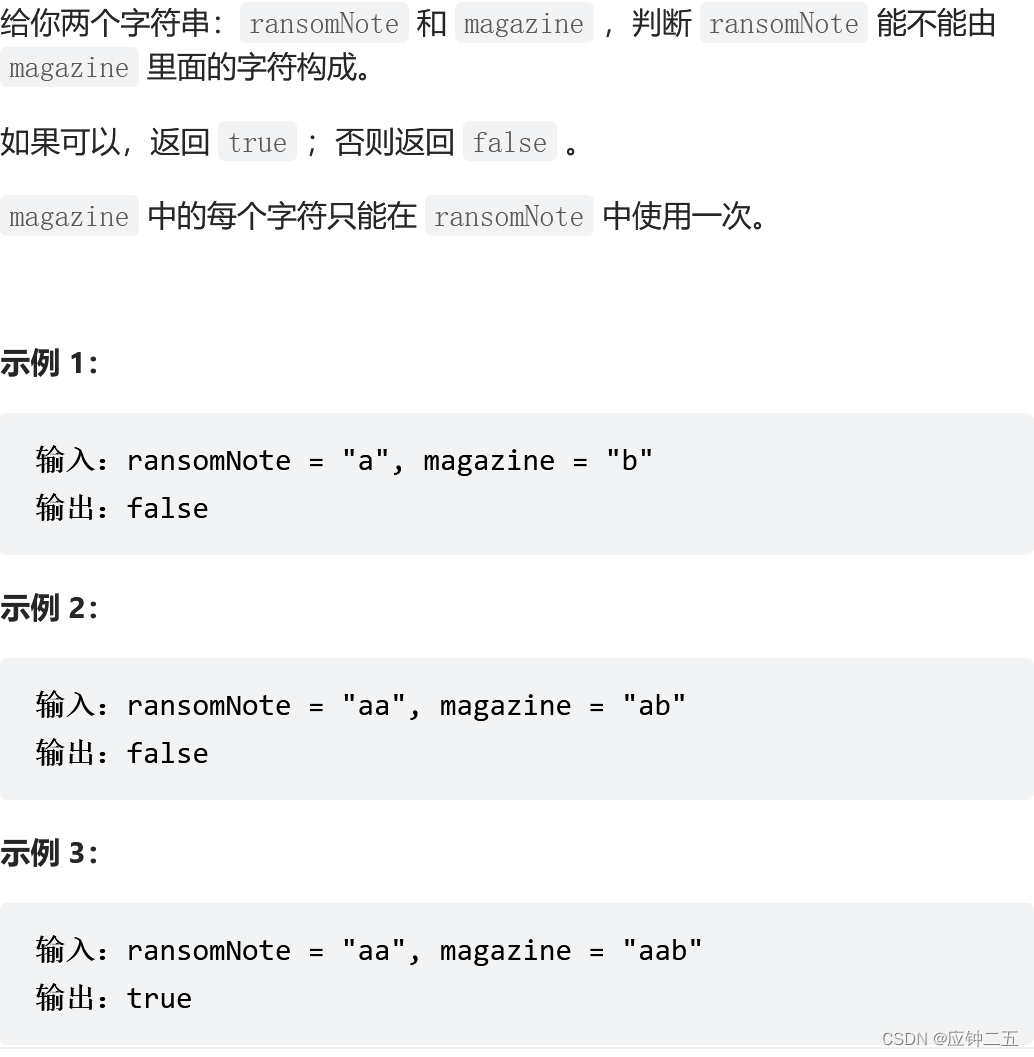 给你两个字符串：ransomNote 和 magazine ，判断 ransomNote 能不能由
magazine 里面的字符构成。
如果可以，返回 true ；否则返回 false 。
magazine 中的每个字符只能在 ransomNote 中使用一次。
示例 1：
输入：ransomNote = "a", magazine = "b"
输出：false
示例 2：
输入：ransomNote = "aa", magazine = "ab"
输出：false
示例 3：
输入：ransomNote = "aa", magazine = "aab"
输出：true
CSDN @应钟二五